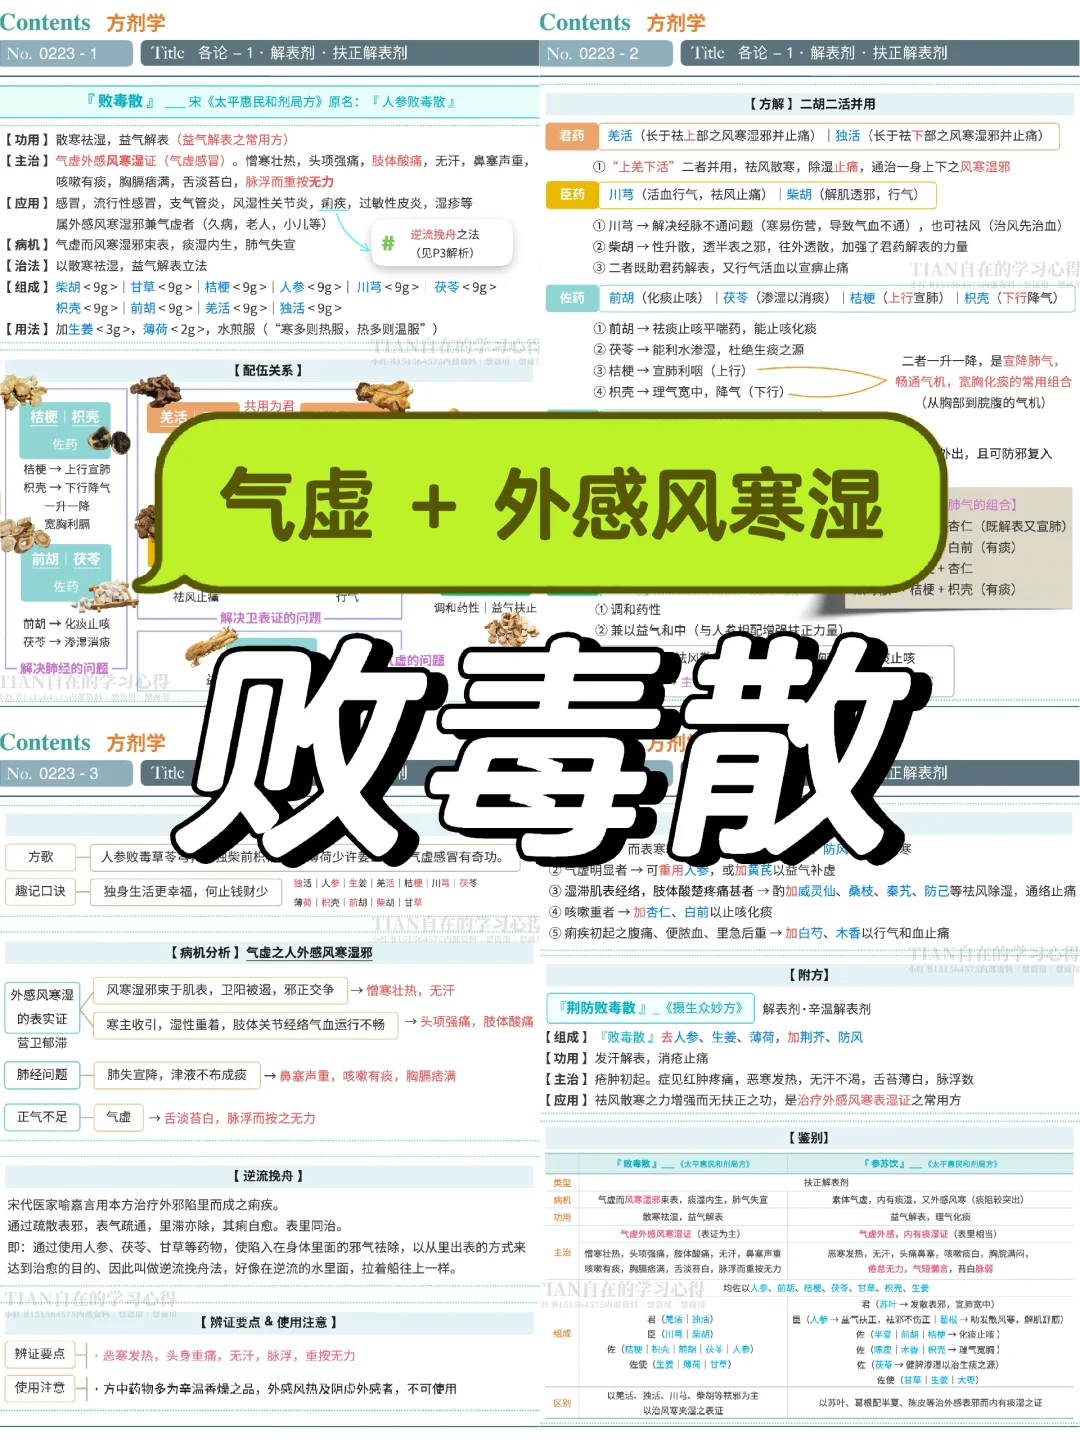 Contents 方剂学
No. 0223 - 1 Title 各论 – 1 · 解表剂 · 扶正解表剂
『 败毒散 』 ___ 宋《太平惠民和剂局方》原名：『 人参败毒散 』
【 功用 】散寒祛湿，益气解表（益气解表之常用方）
【 主治 】气虚外感风寒湿证（气虚感冒）。憎寒壮热，头项强痛，肢体酸痛，无汗，鼻塞声重，
咳嗽有痰，胸膈痞满，舌淡苔白，脉浮而重按无力
【 应用 】感冒，流行性感冒，支气管炎，风湿性关节炎，痢疾，过敏性皮炎，湿疹等
属外感风寒湿邪兼气虚者（久病，老人，小儿等）
# 逆流挽舟之法
（见P3解析）
【 病机 】气虚而风寒湿邪束表，痰湿内生，肺气失宣
【 治法 】以散寒祛湿，益气解表立法
【 组成 】柴胡 < 9g >｜甘草 < 9g >｜桔梗 < 9g >｜人参 < 9g >｜ 川芎 < 9g >｜ 茯苓 < 9g >
枳壳 < 9g >｜前胡 < 9g >｜羌活 < 9g >｜独活 < 9g >
【 用法 】加生姜 < 3g >，薄荷 < 2g >，水煎服（“寒多则热服，热多则温服”）
TIAN自在的学习心得
【 配伍关系 】
桔梗｜枳壳
佐药
桔梗 → 上行宣肺
枳壳 → 下行降气
一升一降
宽胸利膈
共用为君
羌活
前胡｜茯苓
佐药
前胡 → 化痰止咳
茯苓 → 渗湿消痰
解决肺经的问题
祛风止痛
行气
解决卫表证的问题
调和药性｜益气扶正
气虚的问题
TIAN自在的学习心得
Contents 方剂学
No. 0223 - 2 Title 各论 – 1 · 解表剂 · 扶正解表剂
【 方解 】二胡二活并用
君药 羌活（长于祛上部之风寒湿邪并止痛）｜独活（长于祛下部之风寒湿邪并止痛）
① “上羌下活” 二者并用，祛风散寒，除湿止痛，通治一身上下之风寒湿邪
臣药 川芎（活血行气，祛风止痛）｜柴胡（解肌透邪，行气）
① 川芎 → 解决经脉不通问题（寒易伤营，导致气血不通），也可祛风（治风先治血）
② 柴胡 → 性升散，透半表之邪，往外透散，加强了君药解表的力量
③ 二者既助君药解表，又行气活血以宣痹止痛
TIAN自在的学习心得
佐药 前胡（化痰止咳）｜茯苓（渗湿以消痰）｜桔梗（上行宣肺）｜枳壳（下行降气）
① 前胡 → 祛痰止咳平喘药，能止咳化痰
② 茯苓 → 能利水渗湿，杜绝生痰之源
③ 桔梗 → 宣肺利咽（上行）
④ 枳壳 → 理气宽中，降气（下行）
二者一升一降，是宣降肺气，
畅通气机，宽胸化痰的常用组合
（从胸部到脘腹的气机）
外出，且可防邪复入
肺气的组合】
杏仁（既解表又宣肺）
白前（有痰）
+ 杏仁
桔梗 + 枳壳（有痰）
① 调和药性
② 兼以益气和中（与人参相配增强扶正力量）
气虚 + 外感风寒湿
败毒散
Contents 方剂学
No. 0223 - 3 Title
方歌 人参败毒草苓芎
气虚感冒有奇功。
趣记口诀 独身生活更幸福，何止钱财少
独活｜人参｜生姜｜羌活｜桔梗｜川芎｜茯苓
薄荷｜枳壳｜前胡｜柴胡｜甘草
TIAN自在的学习心得
【 病机分析 】气虚之人外感风寒湿邪
外感风寒湿
的表实证
营卫郁滞
风寒湿邪束于肌表，卫阳被遏，邪正交争 → 憎寒壮热，无汗
寒主收引，湿性重着，肢体关节经络气血运行不畅 → 头项强痛，肢体酸痛
肺经问题 肺失宣降，津液不布成痰 → 鼻塞声重，咳嗽有痰，胸膈痞满
正气不足 气虚 → 舌淡苔白，脉浮而按之无力
【 逆流挽舟 】
宋代医家喻嘉言用本方治疗外邪陷里而成之痢疾。
通过疏散表邪，表气疏通，里滞亦除，其痢自愈。表里同治。
即：通过使用人参、茯苓、甘草等药物，使陷入在身体里面的邪气祛除，以从里出表的方式来
达到治愈的目的、因此叫做逆流挽舟法，好像在逆流的水里面，拉着船往上一样。
TIAN自在的学习心得
【 辨证要点 & 使用注意 】
辨证要点 · 恶寒发热，头身重痛，无汗，脉浮，重按无力
使用注意 · 方中药物多为辛温香燥之品，外感风热及阴虚外感者，不可使用
方剂学
扶正解表剂
② 气虚明显者 → 可重用人参，或加黄芪以益气补虚
③ 湿滞肌表经络，肢体酸楚疼痛甚者 → 酌加威灵仙、桑枝、秦艽、防己等祛风除湿，通络止痛
④ 咳嗽重者 → 加杏仁、白前以止咳化痰
⑤ 痢疾初起之腹痛、便脓血、里急后重 → 加白芍、木香以行气和血止痛
TIAN自在的学习心得
【 附方 】
『荆防败毒散 』_《摄生众妙方》 解表剂·辛温解表剂
【 组成 】『败毒散 』去人参、生姜、薄荷，加荆芥、防风
【 功用 】发汗解表，消疮止痛
【 主治 】疮肿初起。症见红肿疼痛，恶寒发热，无汗不渴，舌苔薄白，脉浮数
【 应用 】祛风散寒之力增强而无扶正之功，是治疗外感风寒表湿证之常用方
【 鉴别】
『 败毒散 』___ 《太平惠民和剂局方》 『 参苏饮 』___ 《太平惠民和剂局方》
类型 扶正解表剂
病机 气虚而风寒湿邪束表，痰湿内生，肺气失宣 素体气虚，内有痰湿，又外感风寒（痰阻较突出）
功用 散寒祛湿，益气解表 益气解表，理气化痰
主治 气虚外感风寒湿证（表证为主） 气虚外感，内有痰湿证（表里相当）
憎寒壮热，头项强痛，肢体酸痛，无汗，鼻塞声重 恶寒发热，无汗，头痛鼻塞，咳嗽痰白，胸脘满闷，
咳嗽有痰，胸膈痞满，舌淡苔白，脉浮而重按无力 倦怠无力，气短懒言，苔白脉弱
均佐以人参、前胡、桔梗、茯苓、甘草、枳壳、生姜
组成
君（羌活｜独活） 君（苏叶 → 发散表邪，宣肺宽中）
臣（川芎｜柴胡） 臣（人参 → 益气扶正，祛邪不伤正｜葛根 → 助发散风寒，解肌舒筋）
佐（桔梗｜枳壳｜前胡｜茯苓｜人参） 佐（半夏｜前胡｜桔梗 → 化痰止咳）
佐使（生姜｜薄荷｜甘草） 佐（陈皮｜木香｜枳壳 → 理气宽胸）
佐（茯苓 → 健脾渗湿以治生痰之源）
佐使（甘草｜生姜｜大枣）
区别 以羌活、独活、川芎、柴胡等祛邪为主 以苏叶、葛根配半夏、陈皮等治外感表邪而内有痰湿之证
以治风寒夹湿之表证